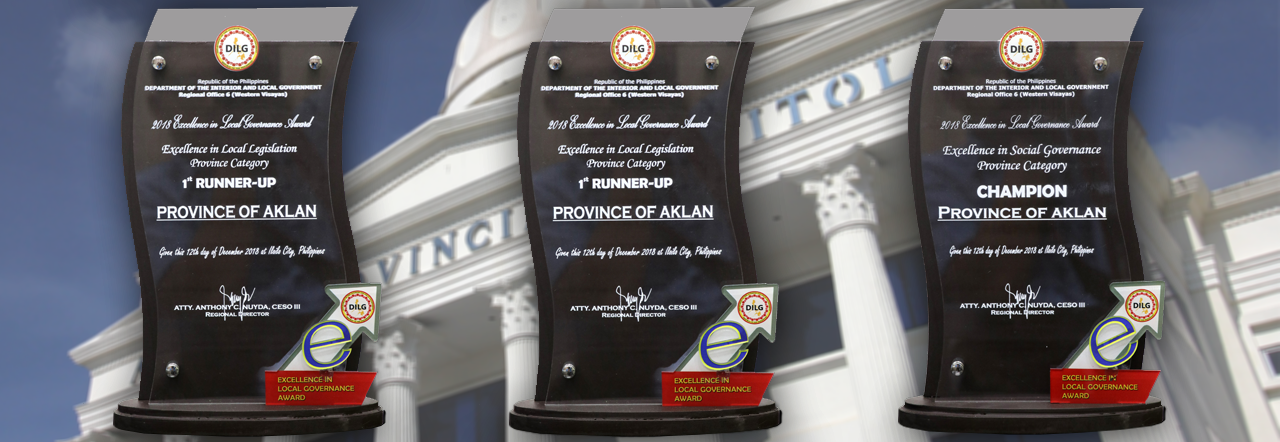 DILG
Republic of the Philippines
DEPARTMENT OF THE INTERIOR AND LOCAL GOVERNMENT
Regional Office 6 (Western Visayas)
2018 Excellence in Local Governance Award
Excellence in Local Legislation
Province Category
1st RUNNER-UP
PROVINCE OF AKLAN
Given this 12th day of December 2018 at Iloilo City, Philippines
ATTY. ANTHONY C. NUYDA, CESO III
REGIONAL DIRECTOR
DILG
e
EXCELLENCE IN
LOCAL GOVERNANCE
AWARD
DILG
Republic of the Philippines
DEPARTMENT OF THE INTERIOR AND LOCAL GOVERNMENT
Regional Office 6 (Western Visayas)
2018 Excellence in Local Governance Award
Excellence in Local Legislation
Province Category
1st RUNNER-UP
PROVINCE OF AKLAN
Given this 12th day of December 2018 at Iloilo City, Philippines
ATTY. ANTHONY C. NUYDA, CESO III
REGIONAL DIRECTOR
DILG
e
EXCELLENCE IN
LOCAL GOVERNANCE
AWARD
DILG
Republic of the Philippines
DEPARTMENT OF THE INTERIOR AND LOCAL GOVERNMENT
Regional Office 6 (Western Visayas)
2018 Excellence in Local Governance Award
Excellence in Social Governance
Province Category
CHAMPION
PROVINCE OF AKLAN
Given this 12th day of December 2018 at Iloilo City, Philippines
ATTY. ANTHONY C. NUYDA, CESO III
REGIONAL DIRECTOR
DILG
e
EXCELLENCE IN
LOCAL GOVERNANCE
AWARD
VINCI
ITOL